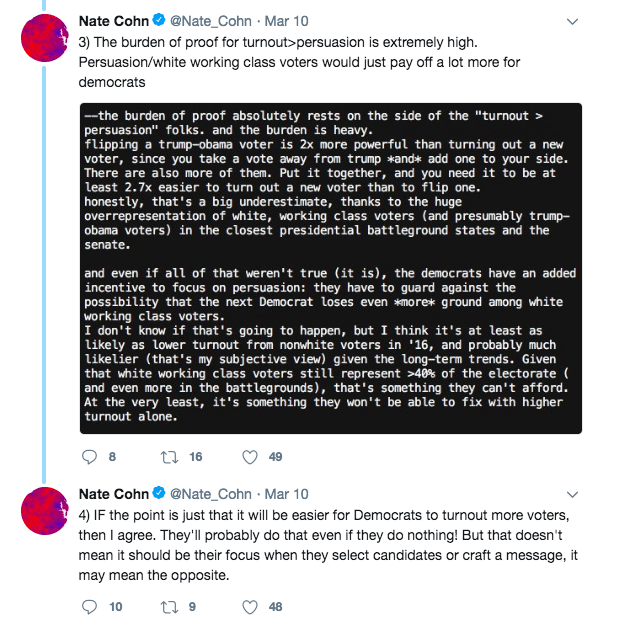 Nate Cohn @Nate_Cohn · Mar 10
3) The burden of proof for turnout>persuasion is extremely high.
Persuasion/white working class voters would just pay off a lot more for
democrats
--the burden of proof absolutely rests on the side of the "turnout >
persuasion" folks. and the burden is heavy.
flipping a trump-obama voter is 2x more powerful than turning out a new
voter, since you take a vote away from trump *and* add one to your side.
There are also more of them. Put it together, and you need it to be at
least 2.7x easier to turn out a new voter than to flip one.
honestly, that's a big underestimate, thanks to the huge
overrepresentation of white, working class voters (and presumably trump-
obama voters) in the closest presidential battleground states and the
senate.
and even if all of that weren't true (it is), the democrats have an added
incentive to focus on persuasion: they have to guard against the
possibility that the next Democrat loses even *more* ground among white
working class voters.
I don't know if that's going to happen, but I think it's at least as
likely as lower turnout from nonwhite voters in '16, and probably much
likelier (that's my subjective view) given the long-term trends. Given
that white working class voters still represent >40% of the electorate (
and even more in the battlegrounds), that's something they can't afford.
At the very least, it's something they won't be able to fix with higher
turnout alone.
8 16 49
Nate Cohn @Nate_Cohn · Mar 10
4) IF the point is just that it will be easier for Democrats to turnout more voters,
then I agree. They'll probably do that even if they do nothing! But that doesn't
mean it should be their focus when they select candidates or craft a message, it
may mean the opposite.
10 9 48